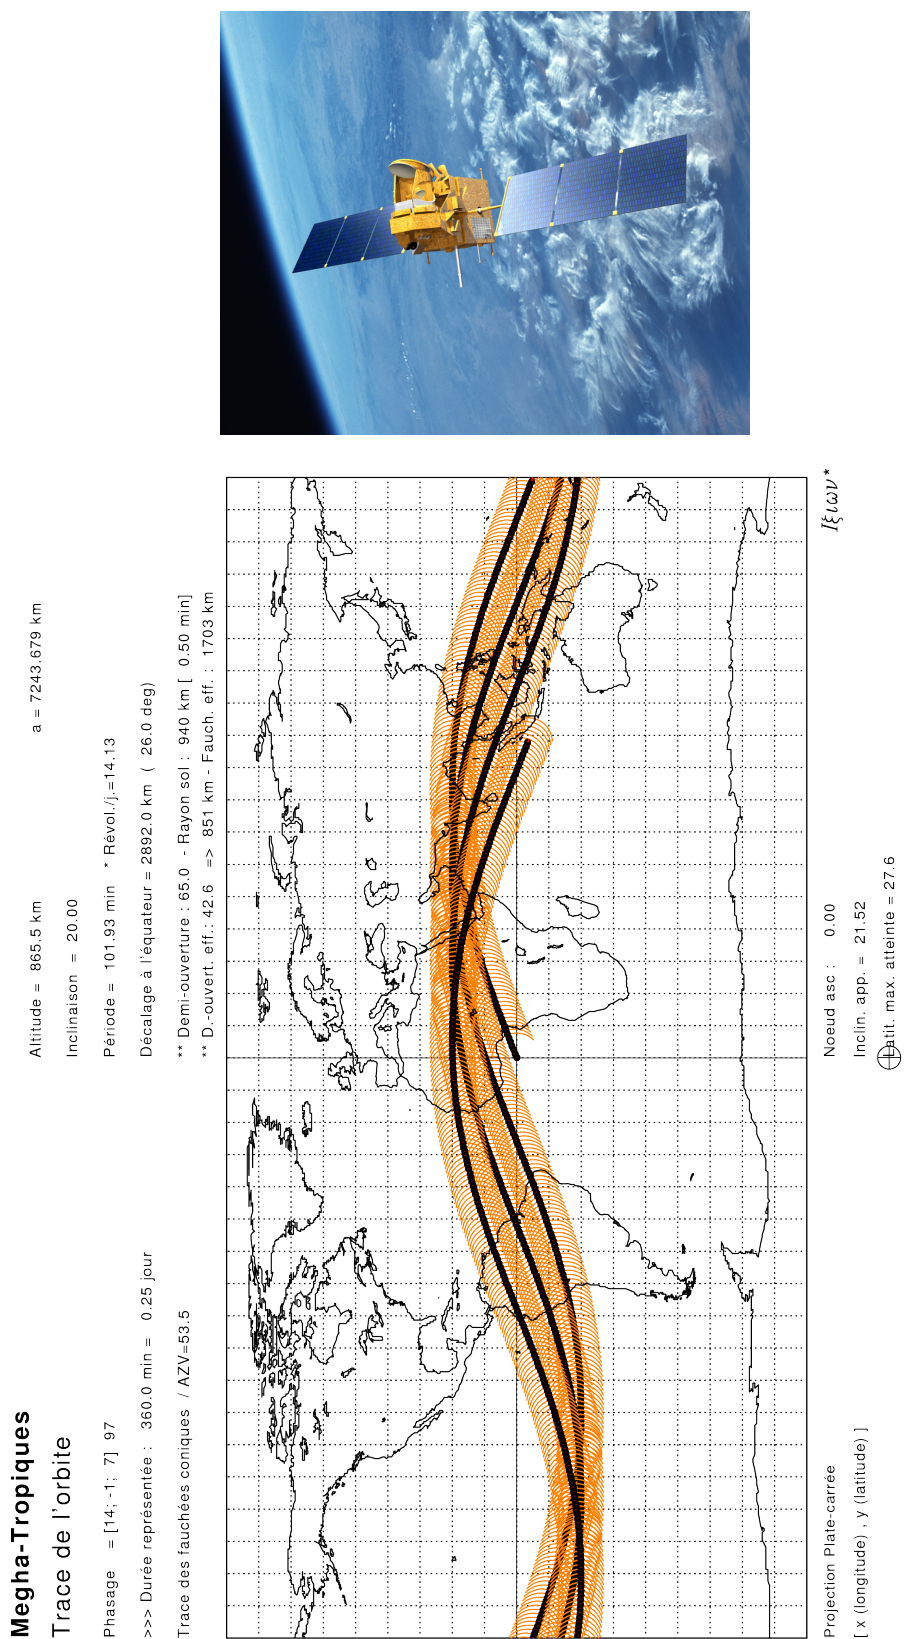 Megha-Tropiques
Trace de l'orbite
Phasage = [14; -1; 7] 97
>>> Durée représentée : 360.0 min = 0.25 jour
Trace des fauchées coniques / AZV=53.5
Altitude = 865.5 km a = 7243.679 km
Inclinaison = 20.00
Période = 101.93 min * Révol./j.=14.13
Décalage à l'équateur = 2892.0 km ( 26.0 deg)
** Demi-ouverture : 65.0 - Rayon sol : 940 km [ 0.50 min]
** D.-ouvert. eff.: 42.6 => 851 km - Fauch. eff. : 1703 km
Projection Plate-carrée
[ x (longitude) , y (latitude) ]
Noeud asc : 0.00
Inclin. app. = 21.52
Latit. max. atteinte = 27.6
Ιξιων*